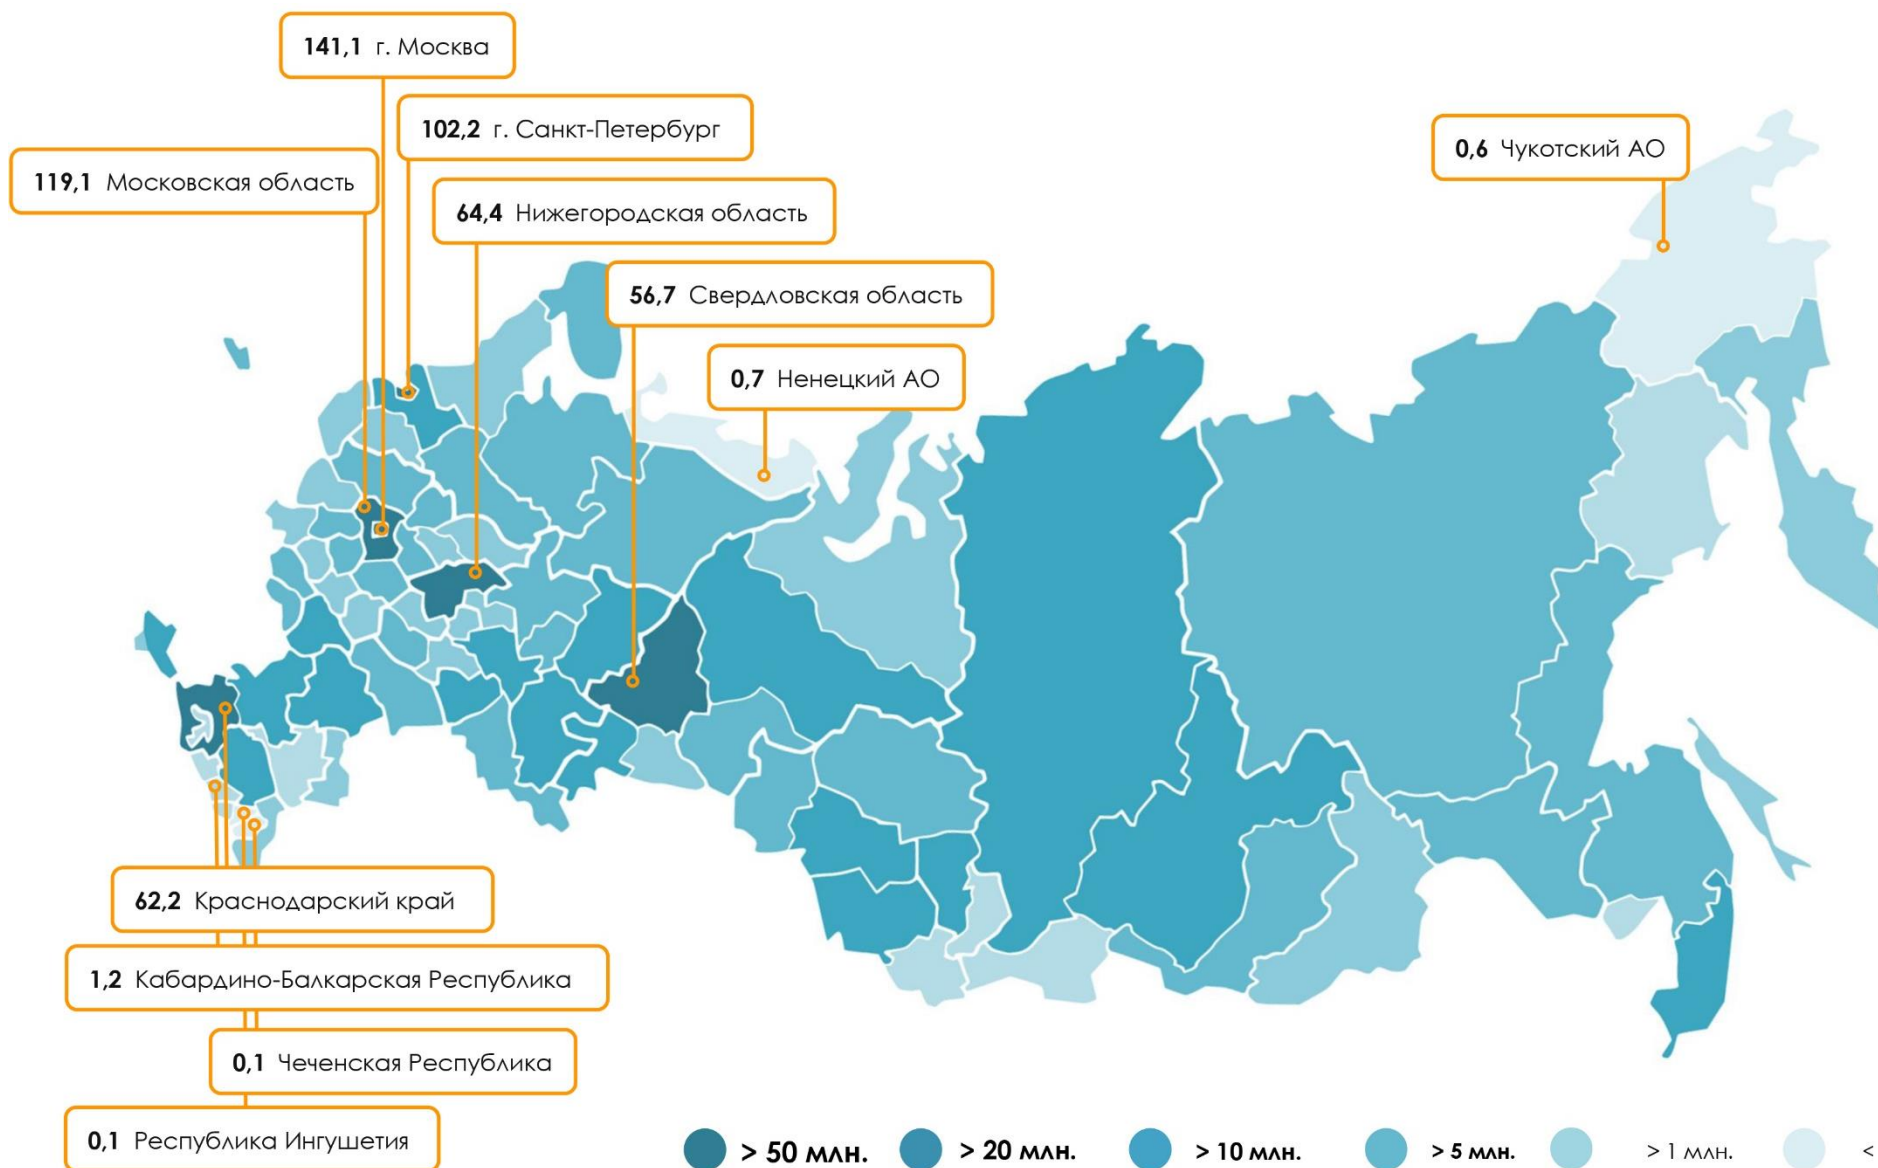 141,1 г. Москва
102,2 г. Санкт-Петербург
0,6 Чукотский АО
119,1 Московская область
64,4 Нижегородская область
56,7 Свердловская область
0,7 Ненецкий АО
62,2 Краснодарский край
1,2 Кабардино-Балкарская Республика
0,1 Чеченская Республика
0,1 Республика Ингушетия
> 50 млн. > 20 млн. > 10 млн. > 5 млн. > 1 млн. <